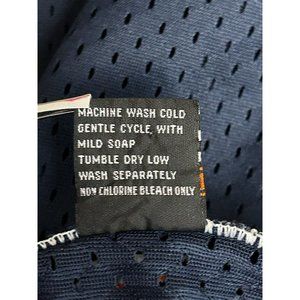 MACHINE WASH COLD
GENTLE CYCLE, WITH
MILD SOAP
TUMBLE DRY LOW
WASH SEPARATELY
NON CHLORINE BLEACH ONLY